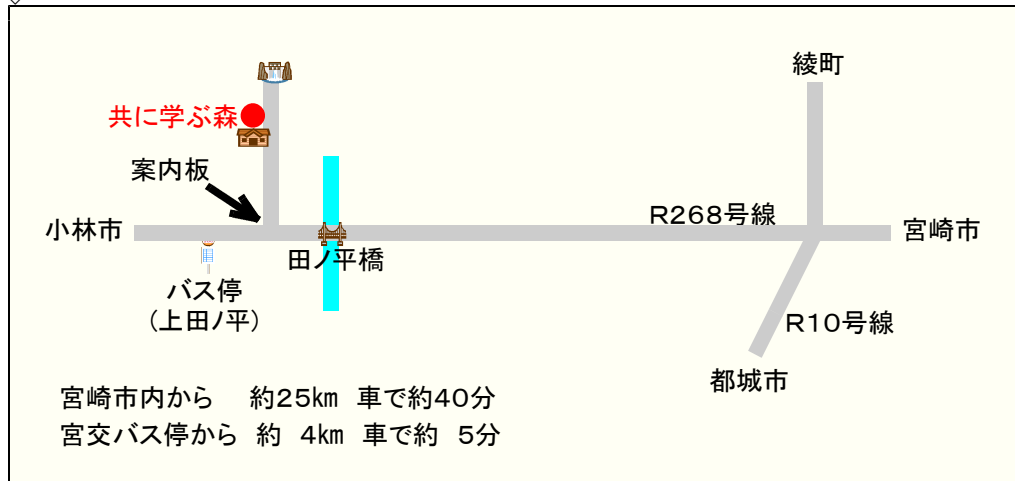 綾町
共に学ぶ森
案内板
R268号線
小林市
宮崎市
田ノ平橋
バス停
(上田ノ平)
R10号線
都城市
宮崎市内から 約25km 車で約40分
宮交バス停から 約 4km 車で約 5分